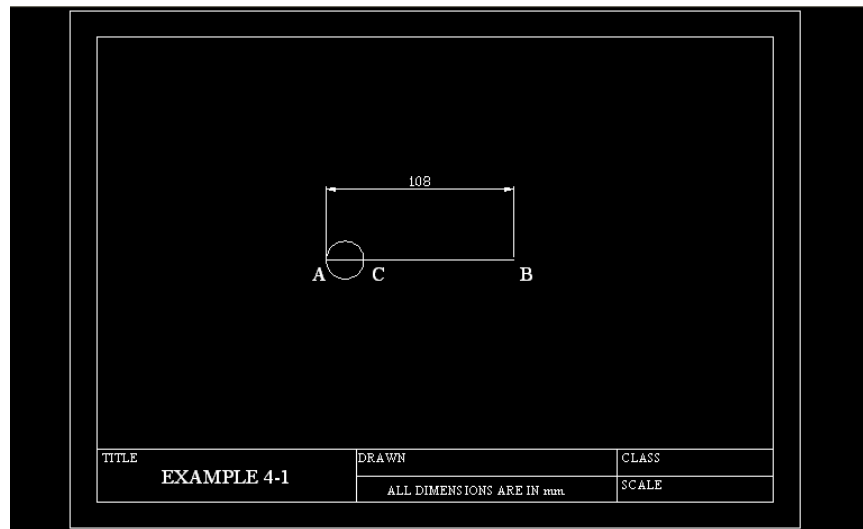 108
A C B
TITLE DRAWN CLASS
EXAMPLE 4-1
ALL DIMENSIONS ARE IN mm SCALE